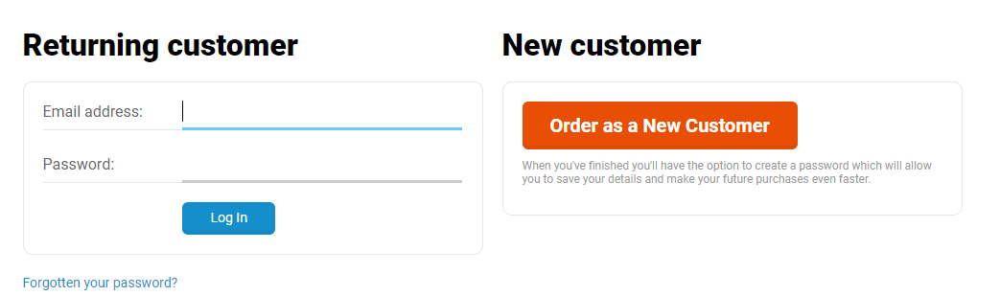 Returning customer
Email address:
Password:
Log In
Forgotten your password?
New customer
Order as a New Customer
When you've finished you'll have the option to create a password which will allow
you to save your details and make your future purchases even faster.